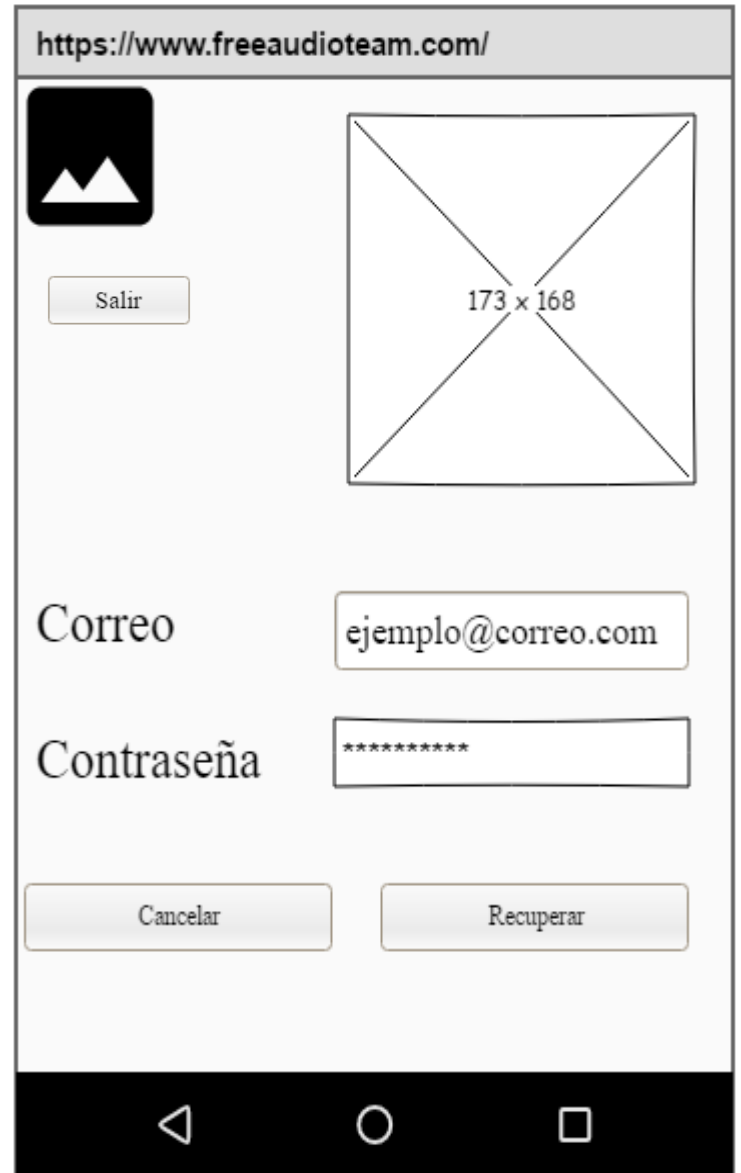 https://www.freeaudioteam.com/
Salir
173 x 168
Correo
ejemplo@correo.com
Contraseña
**********
Cancelar
Recuperar